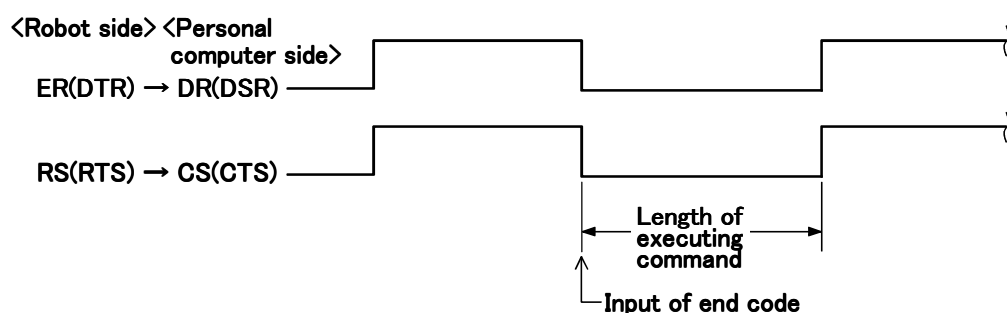 <Robot side> <Personal
computer side>
ER(DTR) → DR(DSR)
RS(RTS) → CS(CTS)
Length of
executing
command
Input of end code